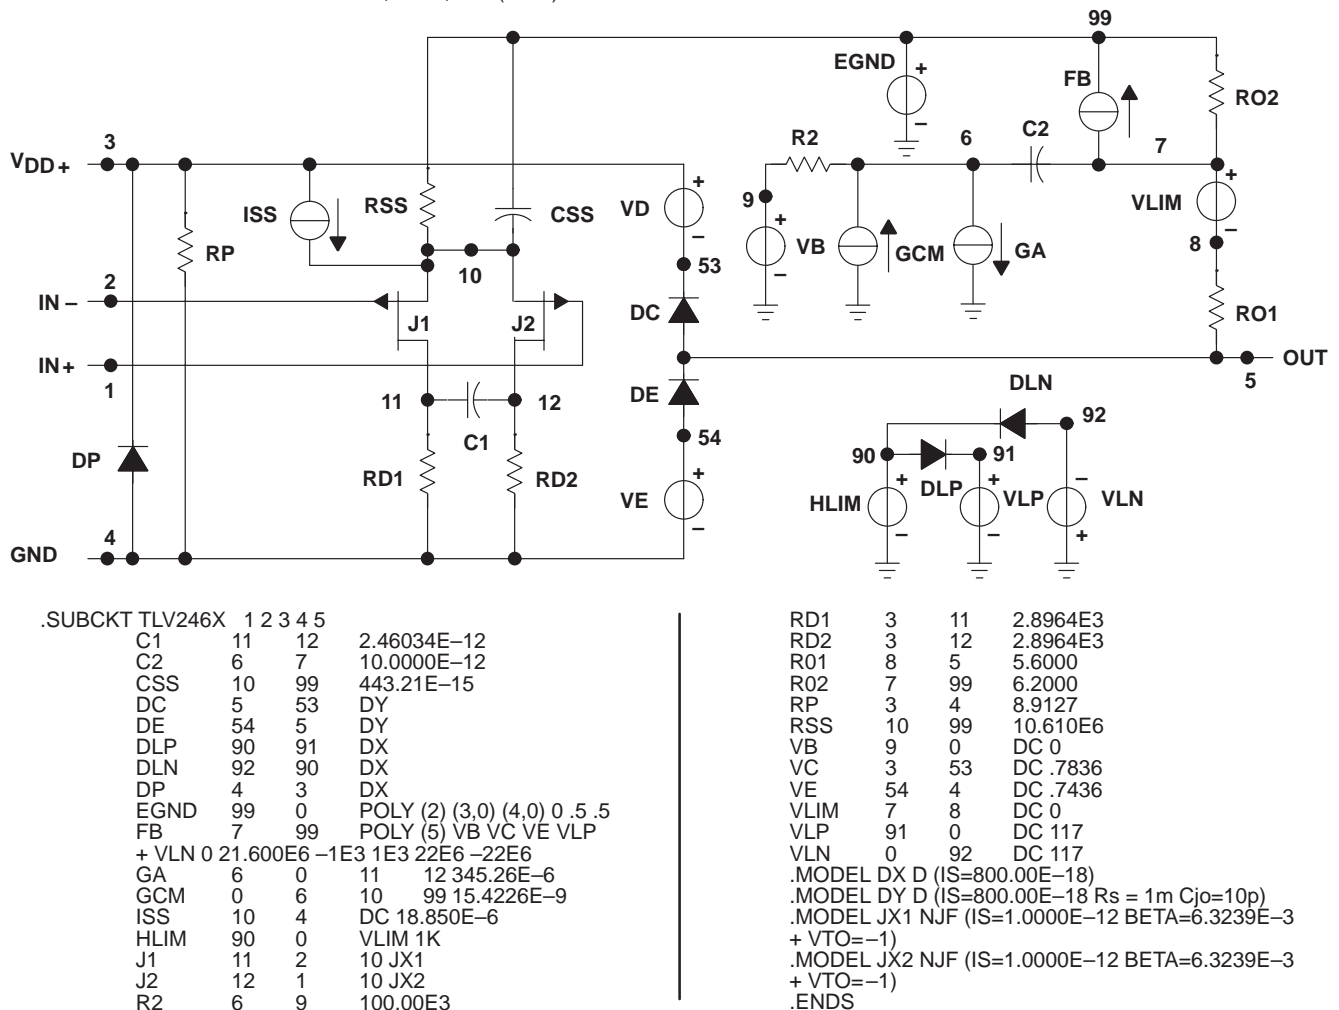 99
EGND
+
FB
RO2
3
R2
6
C2
7
VDD+
+
+
ISS
RSS
CSS
VD
9
+
VLIM
RP
VB
GCM
GA
8
10
53
2
IN −
J1
J2
DC
RO1
IN+
1
OUT
5
DE
DLN
11
12
92
C1
54
90
91
DP
RD1
RD2
VE
+
HLIM
+
DLP
+
VLP
−
VLN
−
−
−
+
4
GND
.SUBCKT TLV246X 1 2 3 4 5
C1 11 12 2.46034E−12
C2 6 7 10.0000E−12
CSS 10 99 443.21E−15
DC 5 53 DY
DE 54 5 DY
DLP 90 91 DX
DLN 92 90 DX
DP 4 3 DX
EGND 99 0 POLY (2) (3,0) (4,0) 0 .5 .5
FB 7 99 POLY (5) VB VC VE VLP
+ VLN 0 21.600E6 −1E3 1E3 22E6 −22E6
GA 6 0 11 12 345.26E−6
GCM 0 6 10 99 15.4226E−9
ISS 10 4 DC 18.850E−6
HLIM 90 0 VLIM 1K
J1 11 2 10 JX1
J2 12 1 10 JX2
R2 6 9 100.00E3
RD1 3 11 2.8964E3
RD2 3 12 2.8964E3
R01 8 5 5.6000
R02 7 99 6.2000
RP 3 4 8.9127
RSS 10 99 10.610E6
VB 9 0 DC 0
VC 3 53 DC .7836
VE 54 4 DC .7436
VLIM 7 8 DC 0
VLP 91 0 DC 117
VLN 0 92 DC 117
.MODEL DX D (IS=800.00E−18)
.MODEL DY D (IS=800.00E−18 Rs = 1m Cjo=10p)
.MODEL JX1 NJF (IS=1.0000E−12 BETA=6.3239E−3
+ VTO=−1)
.MODEL JX2 NJF (IS=1.0000E−12 BETA=6.3239E−3
+ VTO=−1)
.ENDS